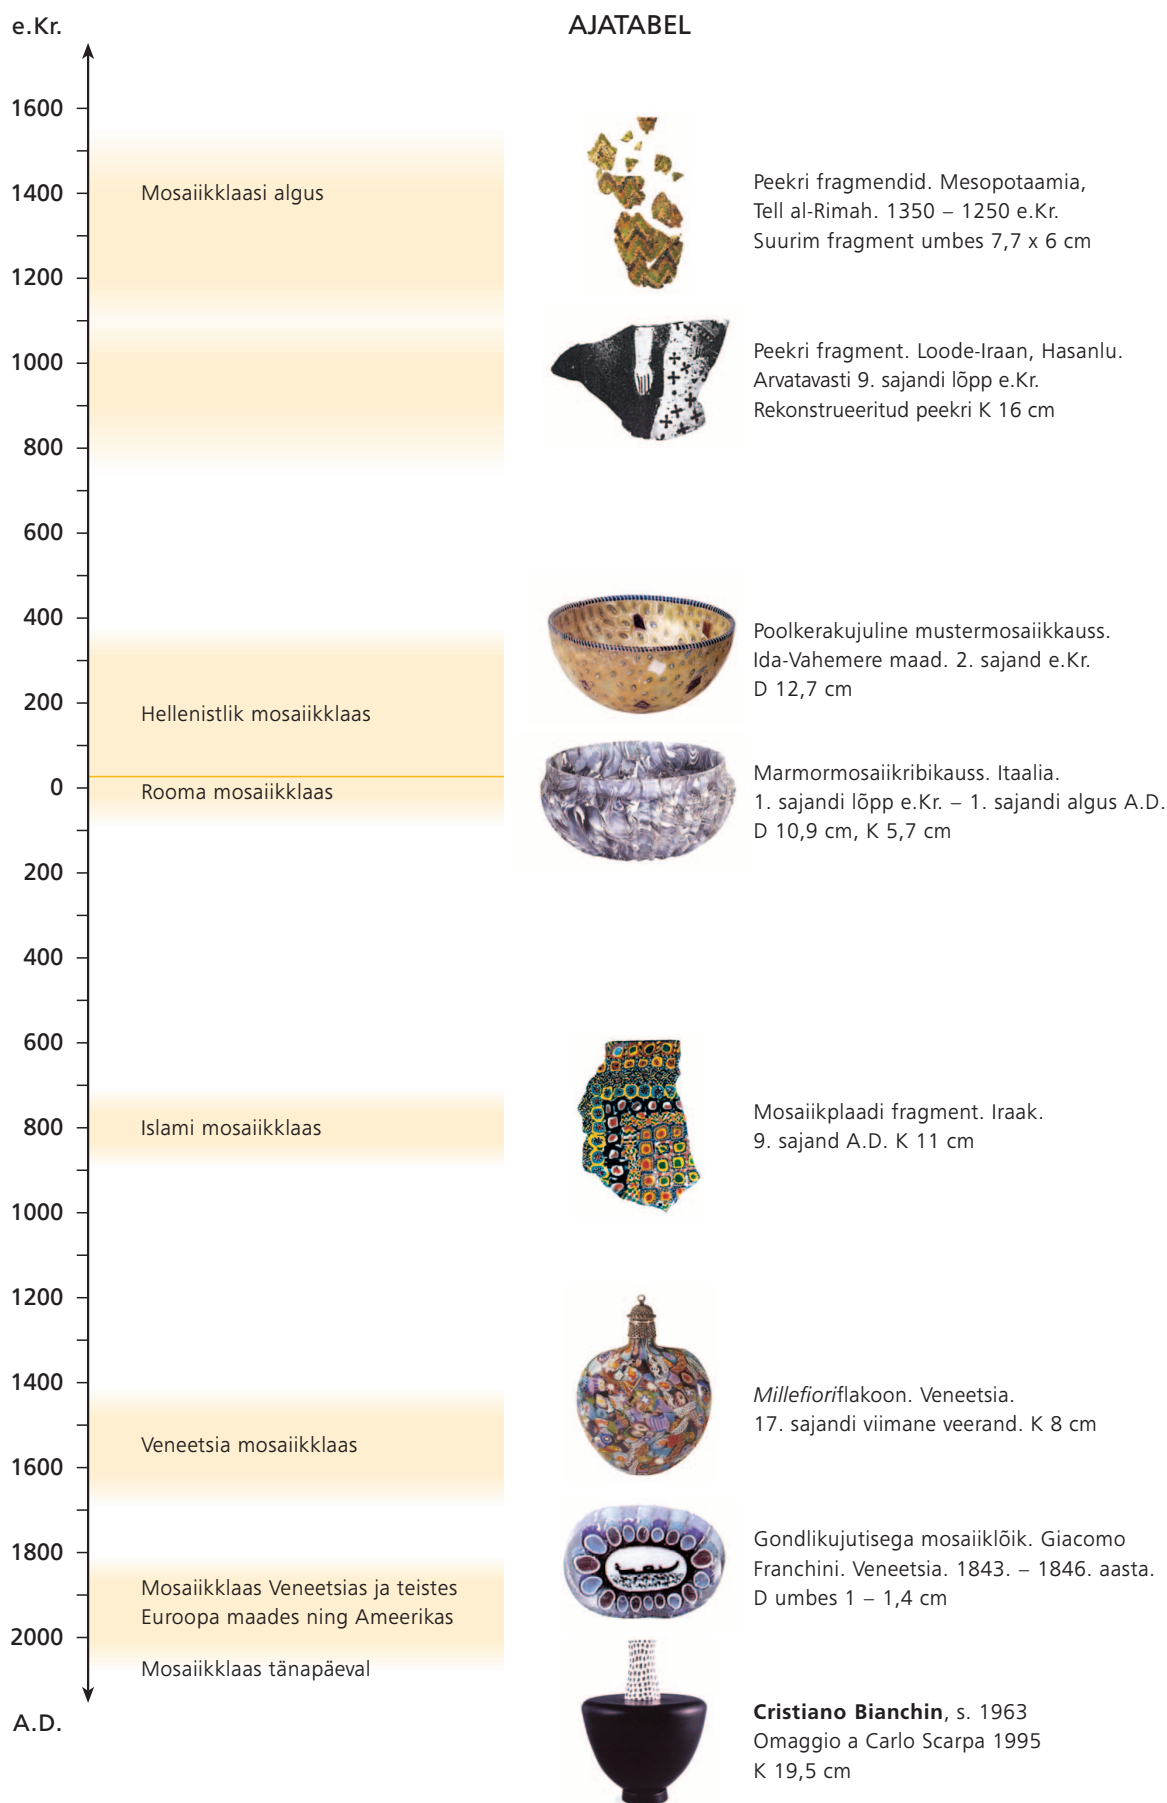 e.Kr.
AJATABEL
1600
1400
1200
1000
800
600
400
200
0
200
400
600
800
1000
1200
1400
1600
1800
2000
A.D.
Mosaiikklaasi algus
Hellenistlik mosaiikklaas
Rooma mosaiikklaas
Islami mosaiikklaas
Veneetsia mosaiikklaas
Mosaiikklaas Veneetsias ja teistes
Euroopa maades ning Ameerikas
Mosaiikklaas tänapäeval
Peekri fragmendid. Mesopotaamia,
Tell al-Rimah. 1350 – 1250 e.Kr.
Suurim fragment umbes 7,7 x 6 cm
Peekri fragment. Loode-Iraan, Hasanlu.
Arvatavasti 9. sajandi lõpp e.Kr.
Rekonstrueeritud peekri K 16 cm
Poolkerakujuline mustermosaiikkauss.
Ida-Vahemere maad. 2. sajand e.Kr.
D 12,7 cm
Marmormosaiikribikauss. Itaalia.
1. sajandi lõpp e.Kr. – 1. sajandi algus A.D.
D 10,9 cm, K 5,7 cm
Mosaiikplaadi fragment. Iraak.
9. sajand A.D. K 11 cm
Millefioriflakoon. Veneetsia.
17. sajandi viimane veerand. K 8 cm
Gondlikujutisega mosaiiklõik. Giacomo
Franchini. Veneetsia. 1843. – 1846. aasta.
D umbes 1 – 1,4 cm
Cristiano Bianchin, s. 1963
Omaggio a Carlo Scarpa 1995
K 19,5 cm